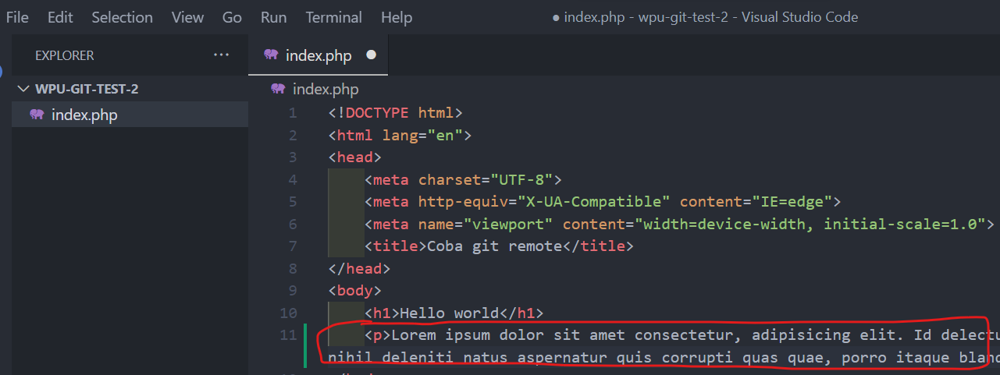 File Edit Selection View Go Run Terminal Help ● index.php - wpu-git-test-2 - Visual Studio Code
EXPLORER ···
index.php ●
WPU-GIT-TEST-2
index.php
index.php
1 <!DOCTYPE html>
2 <html lang="en">
3 <head>
4 <meta charset="UTF-8">
5 <meta http-equiv="X-UA-Compatible" content="IE=edge">
6 <meta name="viewport" content="width=device-width, initial-scale=1.0">
7 <title>Coba git remote</title>
8 </head>
9 <body>
10 <h1>Hello world</h1>
11 <p>Lorem ipsum dolor sit amet consectetur, adipisicing elit. Id delectu
nihil deleniti natus aspernatur quis corrupti quas quae, porro itaque bland